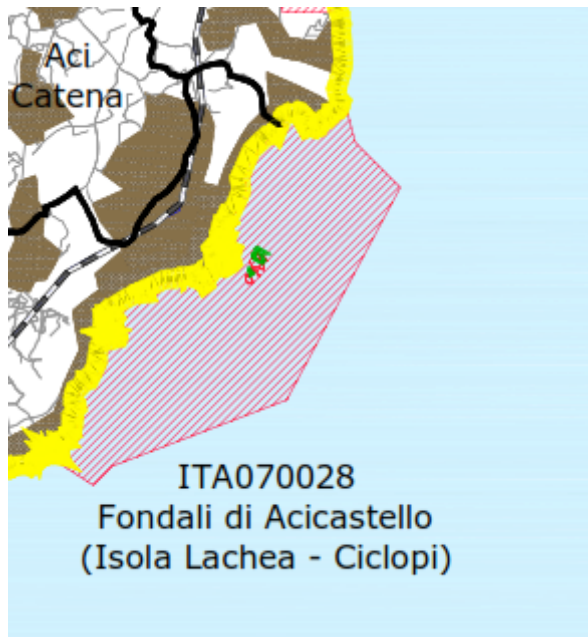 Aci
Catena
ITA070028
Fondali di Acicastello
(Isola Lachea - Ciclopi)